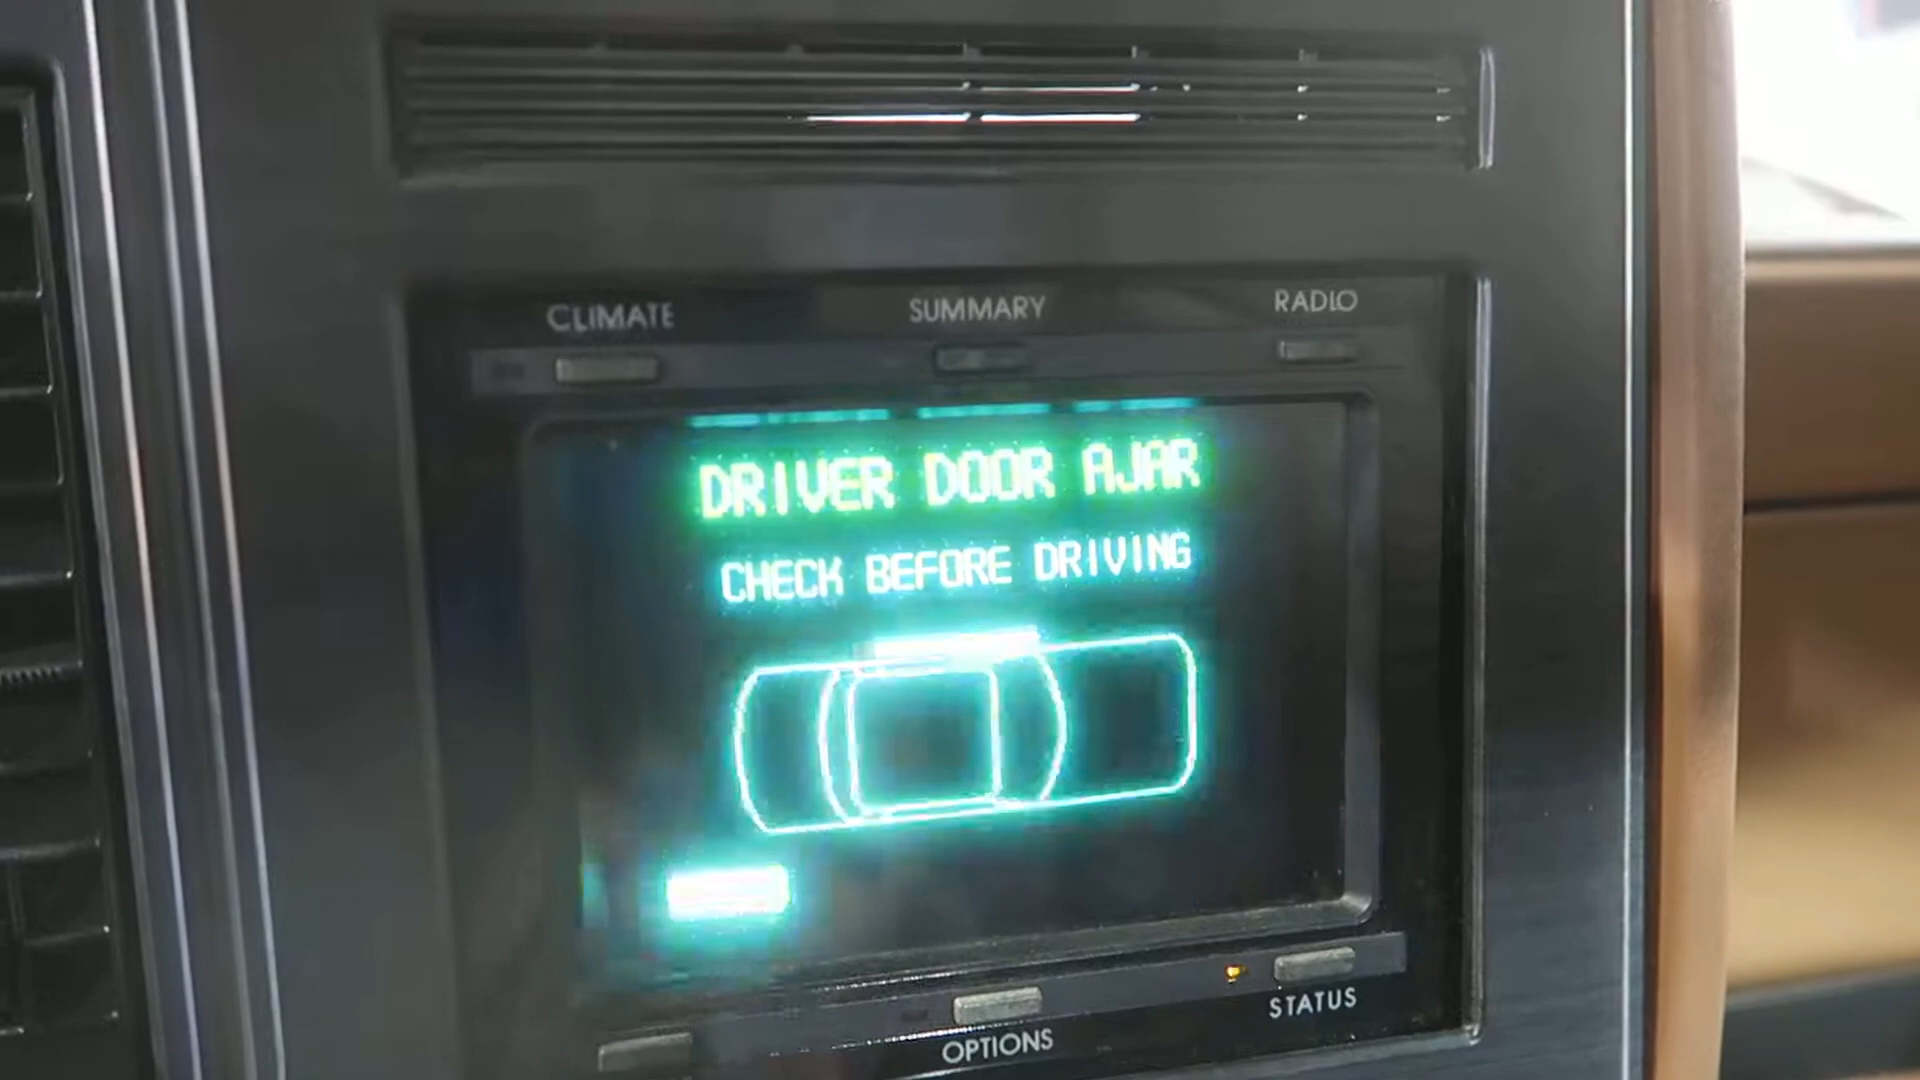 CLIMATE SUMMARY RADIO
DRIVER DOOR AJAR
CHECK BEFORE DRIVING
STATUS
OPTIONS